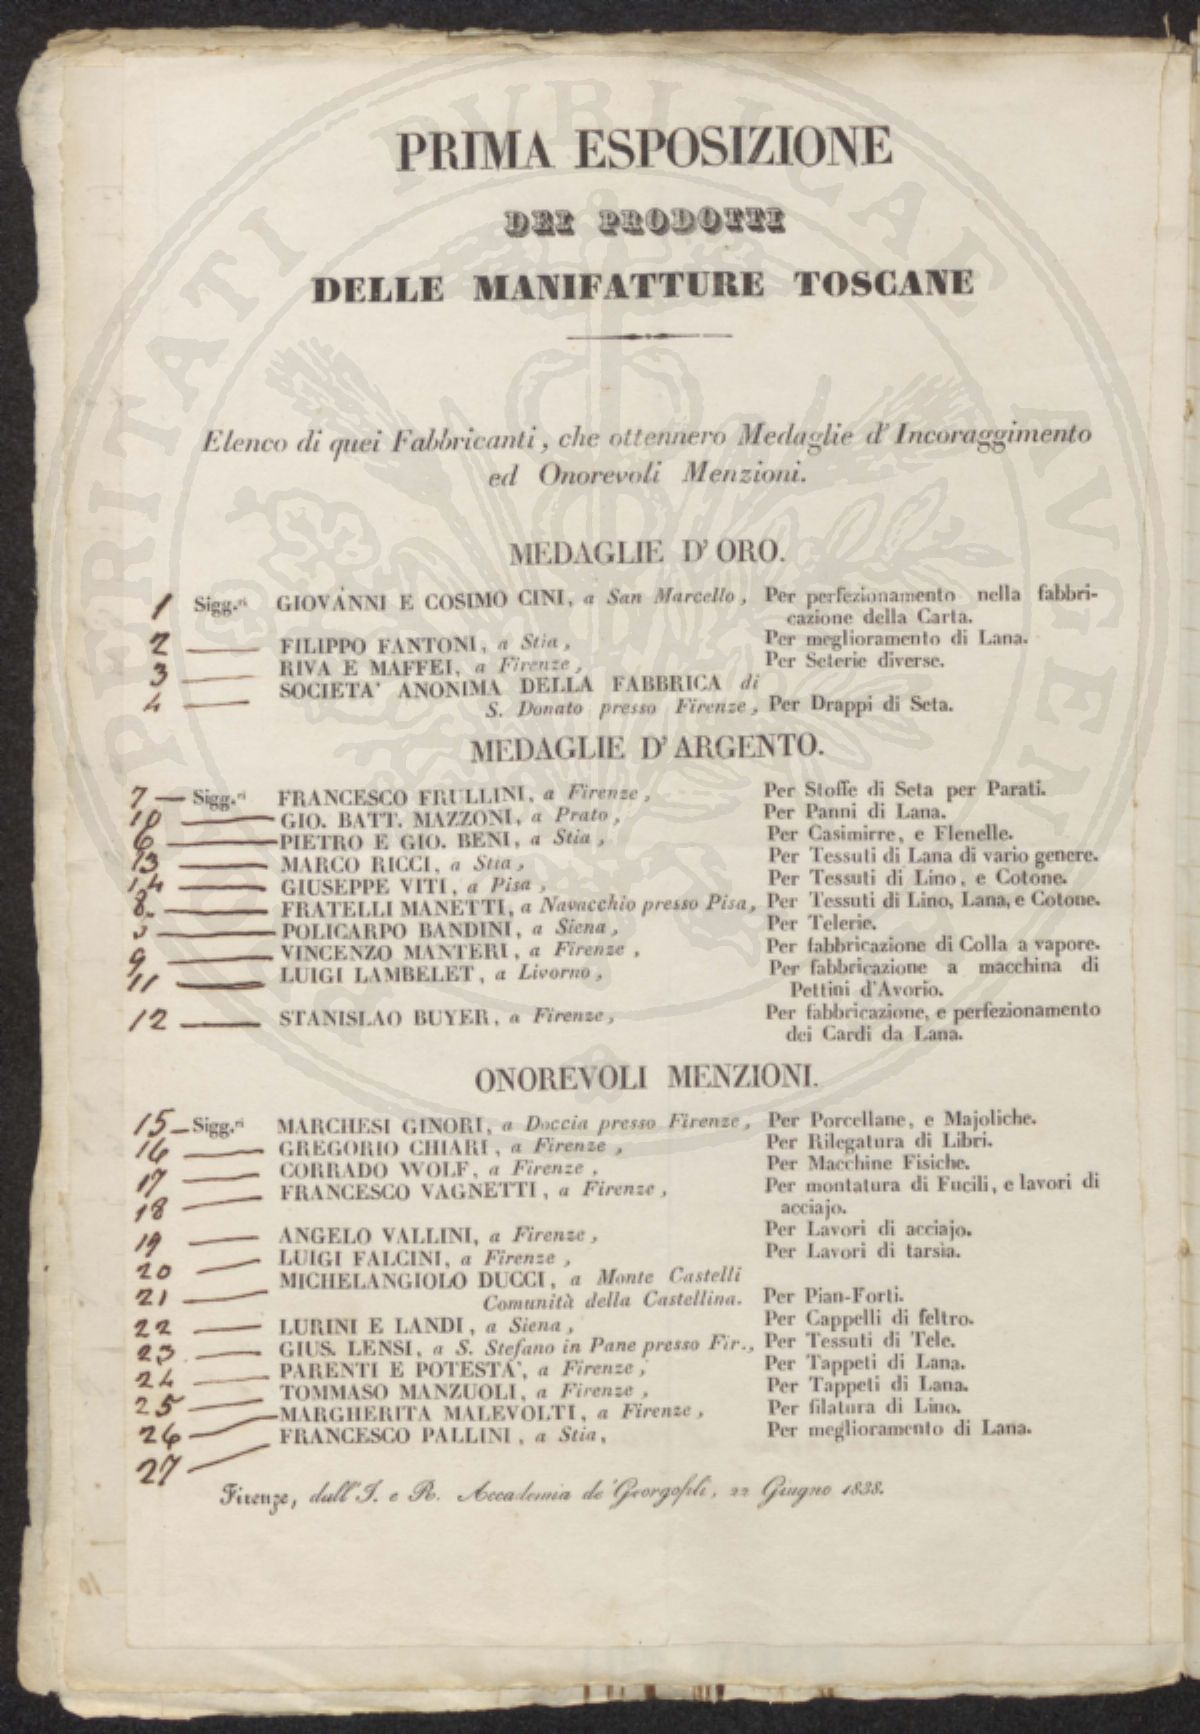 PRIMA ESPOSIZIONE
DEI PRODOTTI
DELLE MANIFATTURE TOSCANE
Elenco di quei Fabbricanti, che ottennero Medaglie d'Incoraggimento
ed Onorevoli Menzioni.
MEDAGLIE D'ORO.
1 Sigg.ri GIOVANNI E COSIMO CINI, a San Marcello, Per perfezionamento nella fabbri-
cazione della Carta.
2 FILIPPO FANTONI, a Stia, Per meglioramento di Lana.
3 RIVA E MAFFEI, a Firenze, Per Seterie diverse.
4 SOCIETA' ANONIMA DELLA FABBRICA di
S. Donato presso Firenze, Per Drappi di Seta.
MEDAGLIE D'ARGENTO.
7 — Sigg.ri FRANCESCO FRULLINI, a Firenze, Per Stoffe di Seta per Parati.
10 — GIO. BATT. MAZZONI, a Prato, Per Panni di Lana.
6 — PIETRO E GIO. BENI, a Stia, Per Casimirre, e Flenelle.
13 — MARCO RICCI, a Stia, Per Tessuti di Lana di vario genere.
14 — GIUSEPPE VITI, a Pisa, Per Tessuti di Lino, e Cotone.
8 — FRATELLI MANETTI, a Navacchio presso Pisa, Per Tessuti di Lino, Lana, e Cotone.
5 — POLICARPO BANDINI, a Siena, Per Telerie.
9 — VINCENZO MANTERI, a Firenze, Per fabbricazione di Colla a vapore.
11 — LUIGI LAMBELET, a Livorno, Per fabbricazione a macchina di
Pettini d'Avorio.
12 — STANISLAO BUYER, a Firenze, Per fabbricazione, e perfezionamento
dei Cardi da Lana.
ONOREVOLI MENZIONI.
15 — Sigg.ri MARCHESI GINORI, a Doccia presso Firenze, Per Porcellane, e Majoliche.
16 — GREGORIO CHIARI, a Firenze, Per Rilegatura di Libri.
17 — CORRADO WOLF, a Firenze, Per Macchine Fisiche.
18 — FRANCESCO VAGNETTI, a Firenze, Per montatura di Fucili, e lavori di
acciajo.
19 — ANGELO VALLINI, a Firenze, Per Lavori di acciajo.
20 — LUIGI FALCINI, a Firenze, Per Lavori di tarsìa.
21 — MICHELANGIOLO DUCCI, a Monte Castelli
Comunità della Castellina. Per Pian-Forti.
22 — LURINI E LANDI, a Siena, Per Cappelli di feltro.
23 — GIUS. LENSI, a S. Stefano in Pane presso Fir., Per Tessuti di Tele.
24 — PARENTI E POTESTA', a Firenze, Per Tappeti di Lana.
25 — TOMMASO MANZUOLI, a Firenze, Per Tappeti di Lana.
26 — MARGHERITA MALEVOLTI, a Firenze, Per filatura di Lino.
27 — FRANCESCO PALLINI, a Stia, Per meglioramento di Lana.
Firenze, dall'I. e R. Accademia de' Georgofili, 22 Giugno 1838.
PROSPERITATI PUBLICAE AUGENDAE